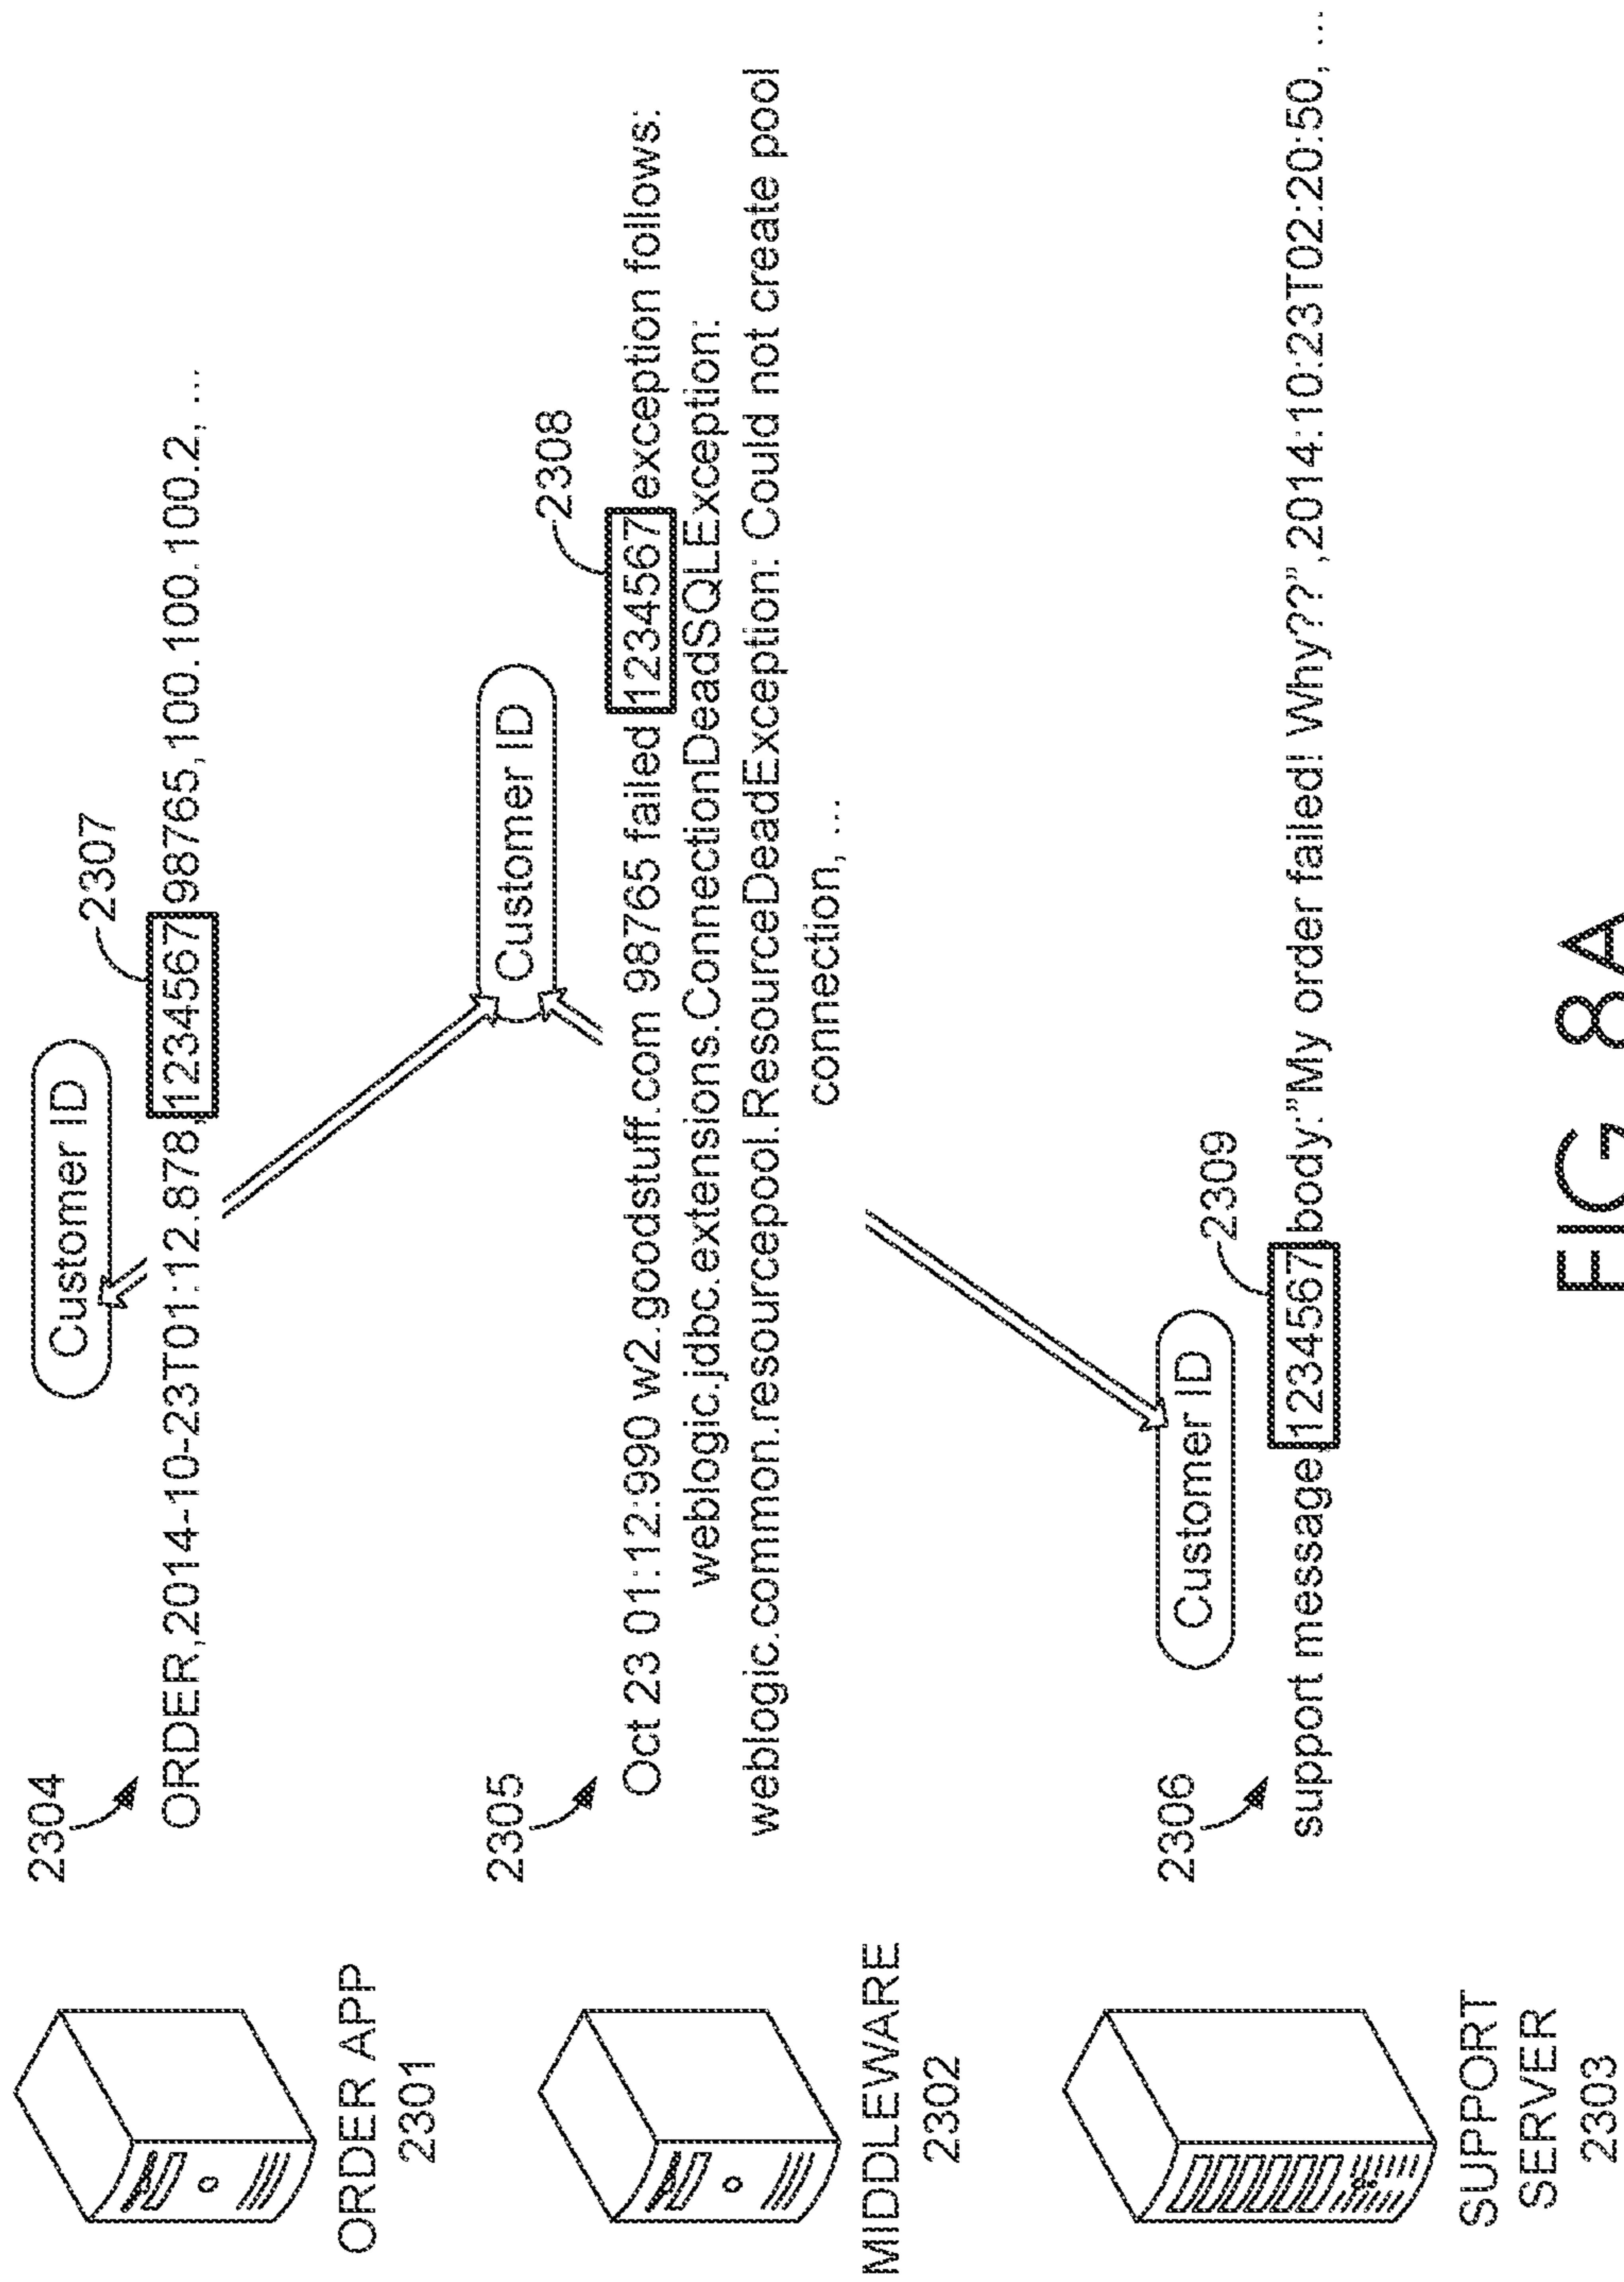 2304
Customer ID
2307
ORDER,2014-10-23T01:12.878,1234567,98765,100.100.100.2, ...
ORDER APP
2301
2305
Customer ID
2308
Oct 23 01:12:990 w2.goodstuff.com 98765 failed 1234567 exception follows:
weblogic.jdbc.extensions.ConnectionDeadSQLException:
weblogic.common.resourcepool.ResourceDeadException: Could not create pool
connection, ...
MIDDLEWARE
2302
2306
Customer ID
2309
support message 1234567 body:"My order failed! Why??",2014:10:23T02:20:50, ...
SUPPORT
SERVER
2303
FIG 8A